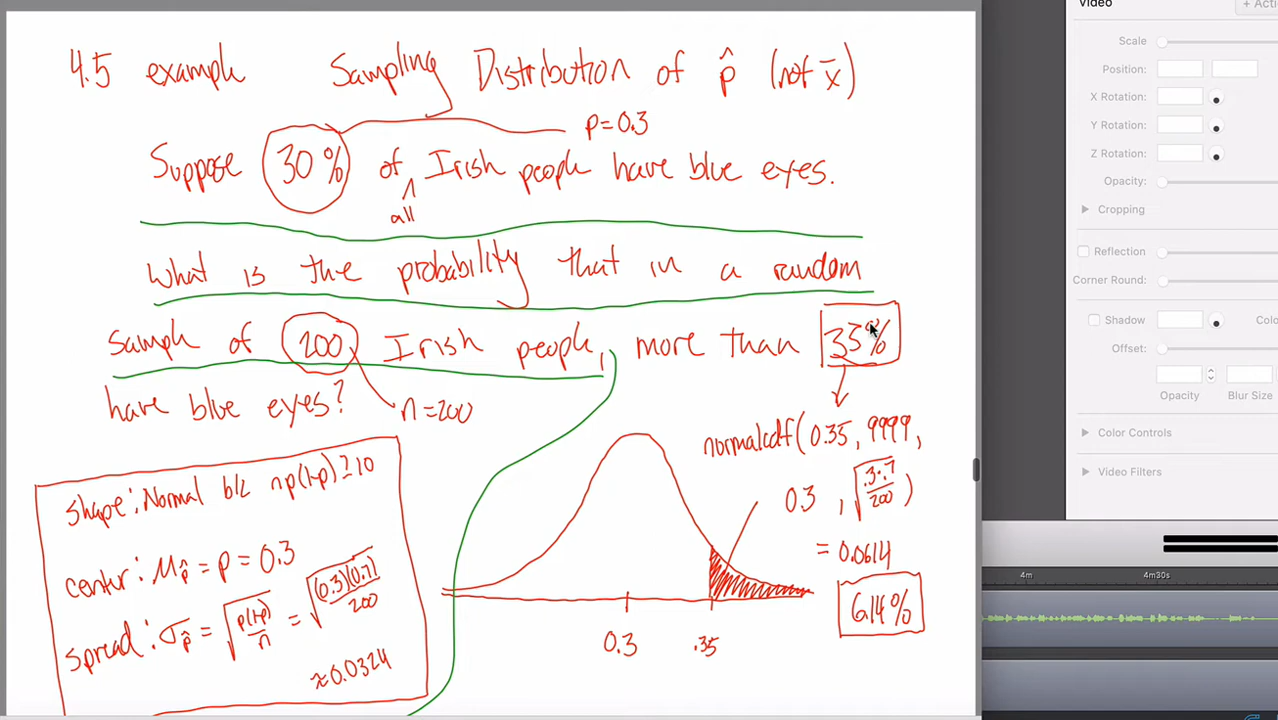 4.5 example Sampling Distribution of p̂ (not x̄)
p=0.3
Suppose 30% of Irish people have blue eyes.
all
What is the probability that in a random
Sample of 200 Irish people, more than 35%
have blue eyes?
n=200
normalcdf(0.35, 9999,
0.3, √(.3·.7/200))
= 0.0614
6.14%
shape: Normal b/c np(1-p)≥10
center: μp̂ = p = 0.3
spread: σp̂ = √(p(1-p)/n) = √((0.3)(0.7)/200)
≈0.0324
0.3 .35
Video
+ Actio
Scale
Position:
X Rotation:
Y Rotation:
Z Rotation:
Opacity:
Cropping
Reflection
Corner Round:
Shadow Colo
Offset:
Opacity Blur Size
Color Controls
Video Filters
4m 4m30s